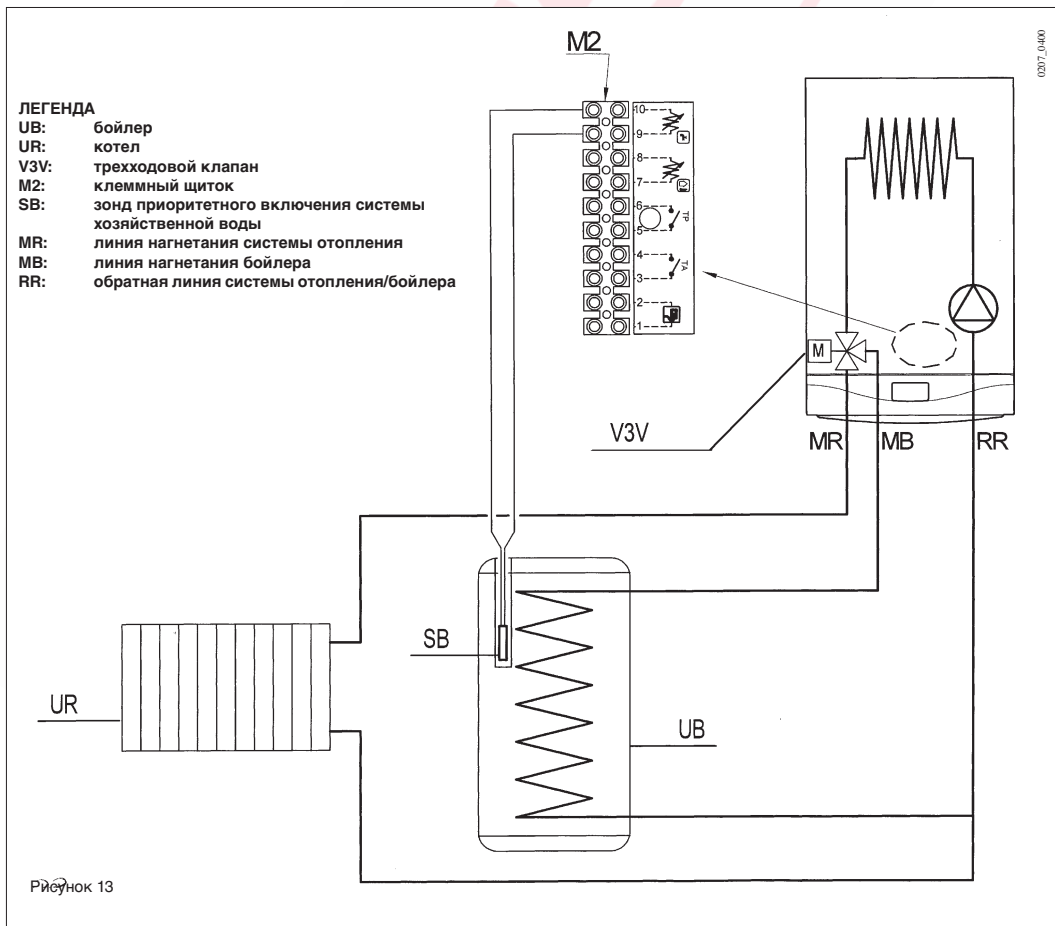 0207_0400
M2
ЛЕГЕНДА
UB: бойлер
UR: котел
V3V: трехходовой клапан
M2: клеммный щиток
SB: зонд приоритетного включения системы
хозяйственной воды
MR: линия нагнетания системы отопления
MB: линия нагнетания бойлера
RR: обратная линия системы отопления/бойлера
10
9
8
7
6
TP
5
4
TA
3
2
1
M
V3V
MR
MB
RR
SB
UR
UB
Рисунок 13